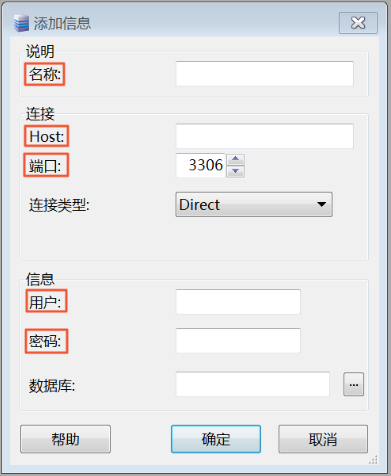 添加信息
说明
名称:
连接
Host:
端口: 3306
连接类型: Direct
信息
用户:
密码:
数据库: ...
帮助 确定 取消